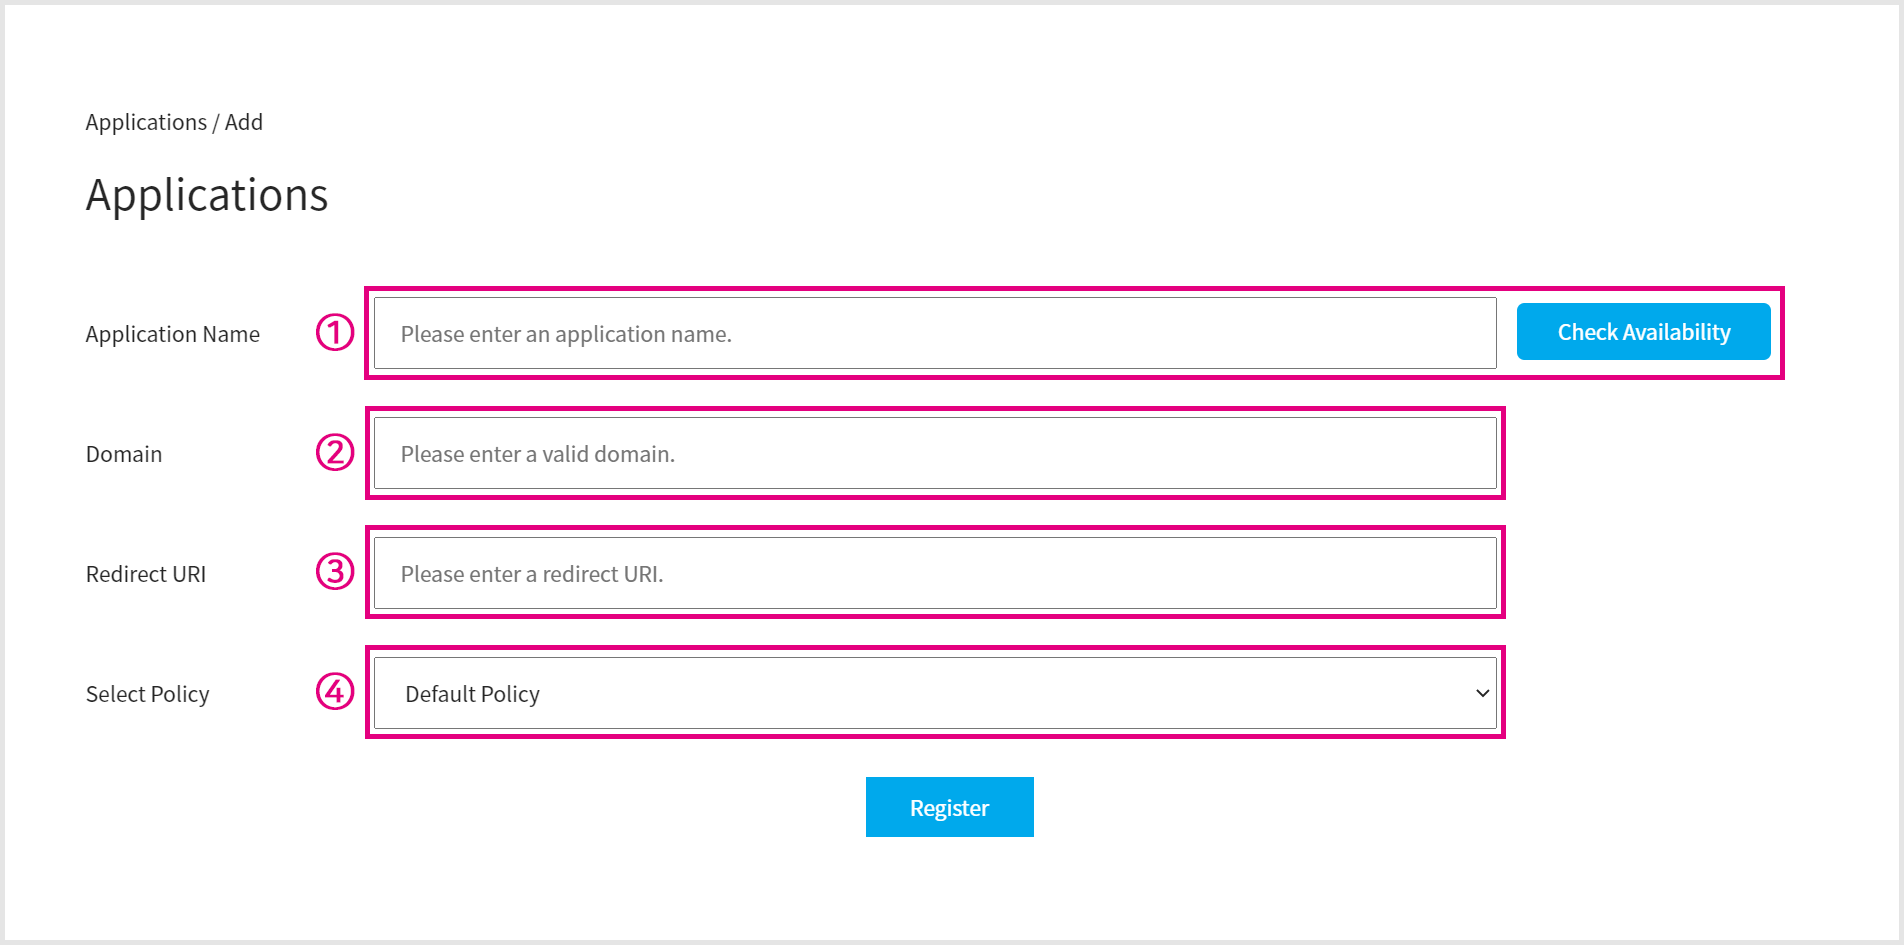 Applications / Add
Applications
Application Name ① Please enter an application name. Check Availability
Domain ② Please enter a valid domain.
Redirect URI ③ Please enter a redirect URI.
Select Policy ④ Default Policy
Register